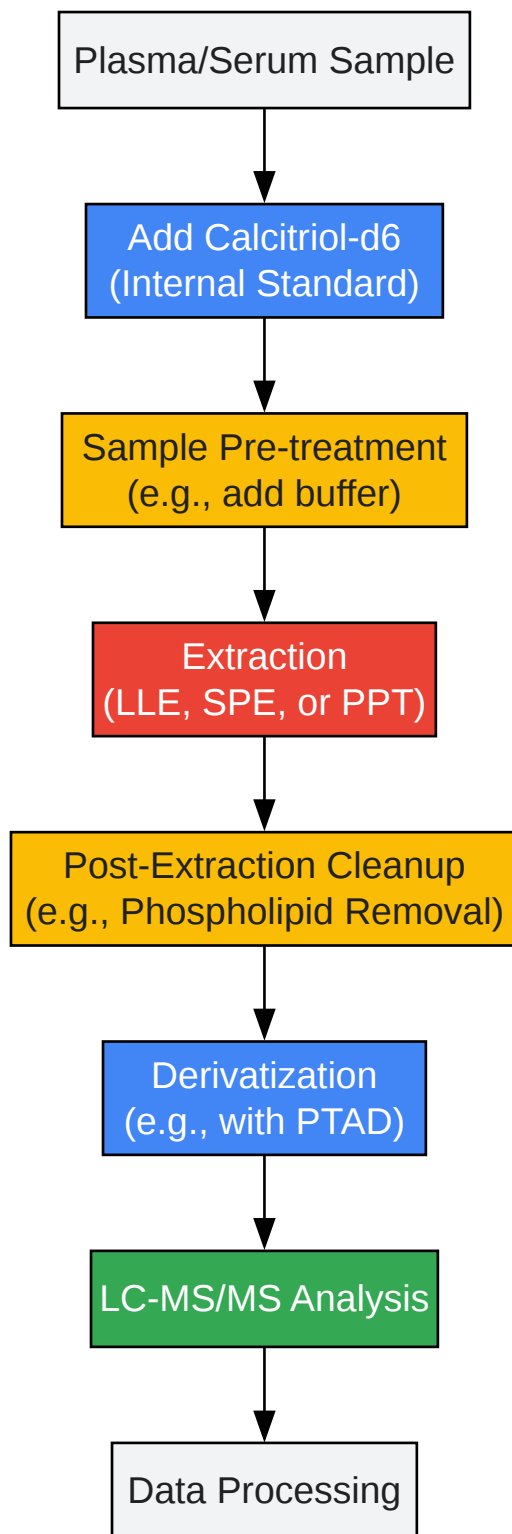 Plasma/Serum Sample
Add Calcitriol-d6
(Internal Standard)
Sample Pre-treatment
(e.g., add buffer)
Extraction
(LLE, SPE, or PPT)
Post-Extraction Cleanup
(e.g., Phospholipid Removal)
Derivatization
(e.g., with PTAD)
LC-MS/MS Analysis
Data Processing